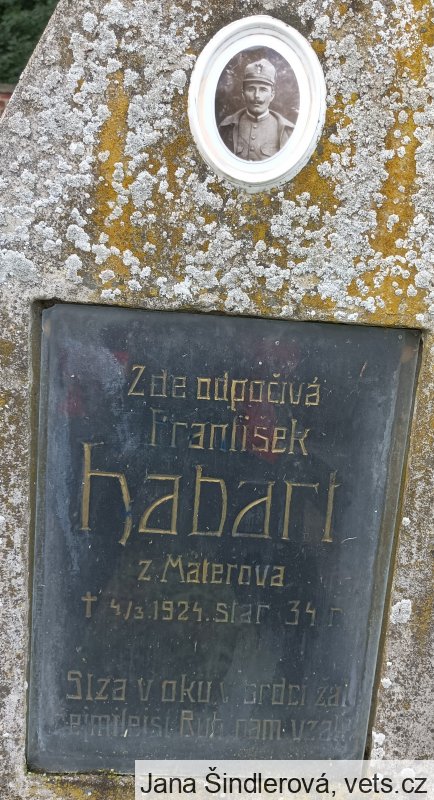 Zde odpočívá
František
Habart
z Materova
† 4/3.1924. stár 34 r.
Slza v oku v srdci žal
nejmilejší Bůh nám vzal
Jana Šindlerová, vets.cz